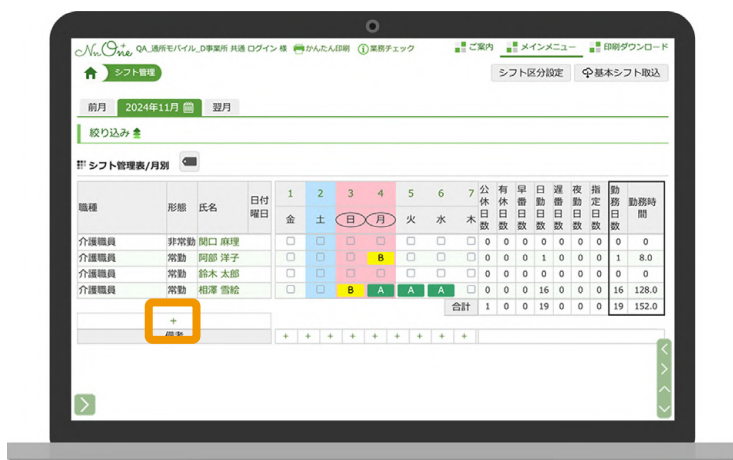 NnOne QA_通所モバイル_D事業所 共通 ログイン 様 かんたん印刷 業務チェック ご案内 メインメニュー 印刷ダウンロード
シフト管理 シフト区分設定 基本シフト取込
前月 2024年11月 翌月
絞り込み
シフト管理表/月別
職種 形態 氏名 日付 曜日 1 2 3 4 5 6 7 公休日数 有休日数 早番日数 日勤日数 遅番日数 夜勤日数 指定日数 勤務日数 勤務時間
金 土 日 月 火 水 木
介護職員 非常勤 関口 麻理 0 0 0 0 0 0 0 0 0
介護職員 常勤 阿部 洋子 B 0 0 0 1 0 0 0 1 8.0
介護職員 常勤 鈴木 太郎 0 0 0 0 0 0 0 0 0
介護職員 常勤 相澤 雪絵 B A A A 0 0 0 16 0 0 0 16 128.0
合計 1 0 0 19 0 0 0 19 152.0
+
備考 + + + + + + + + +